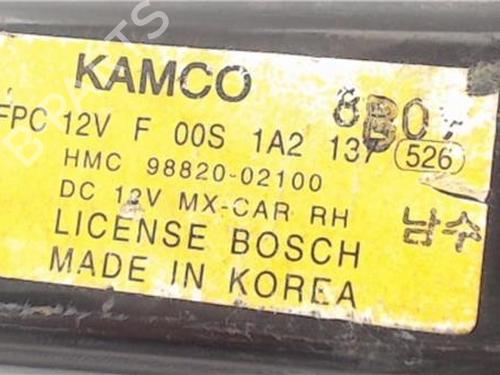 KAMCO 8B07
FPC 12V F 00S 1A2 137 526
HMC 98820-02100
DC 12V MX-CAR RH
LICENSE BOSCH 남수
MADE IN KOREA